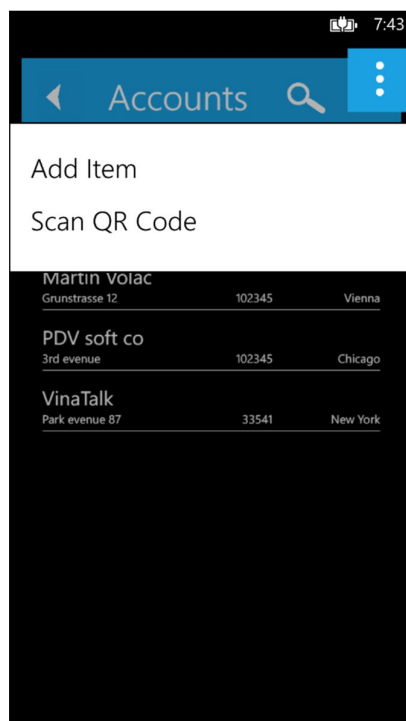 7:43
Accounts
Add Item
Scan QR Code
Martin Volac
Grunstrasse 12 102345 Vienna
PDV soft co
3rd evenue 102345 Chicago
VinaTalk
Park evenue 87 33541 New York